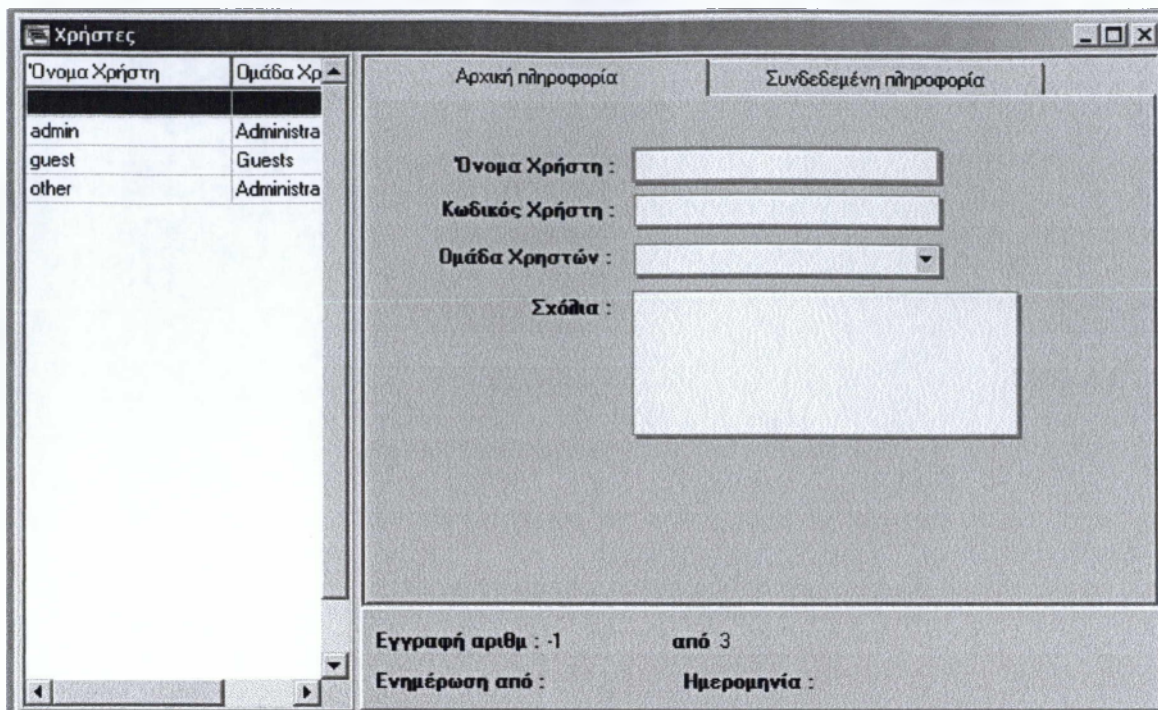 Χρήστες
Όνομα Χρήστη Ομάδα Χρ
admin Administra
guest Guests
other Administra
Αρχική πληροφορία Συνδεδεμένη πληροφορία
Όνομα Χρήστη :
Κωδικός Χρήστη :
Ομάδα Χρηστών :
Σχόλια :
Εγγραφή αριθμ : -1 από 3
Ενημέρωση από : Ημερομηνία :